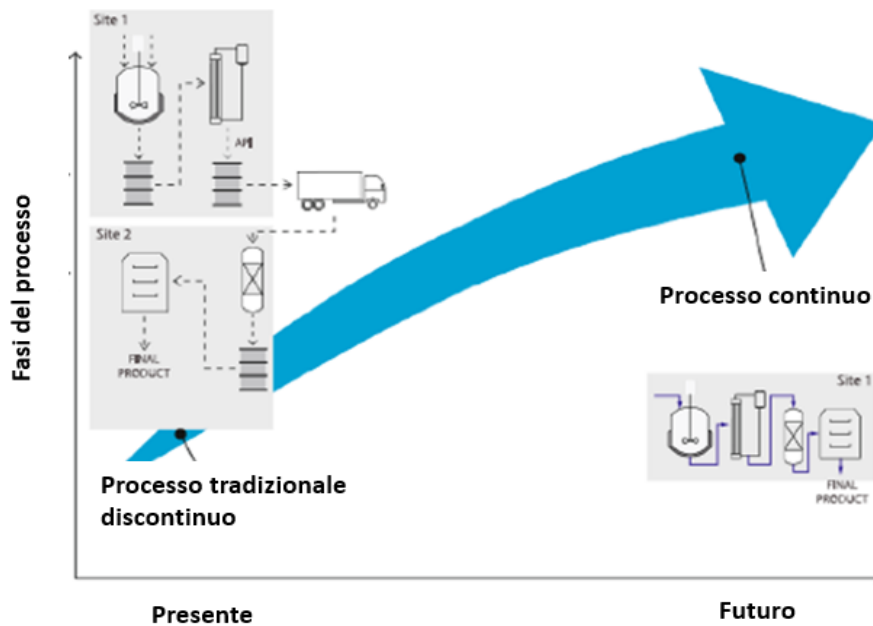 Site 1
API
Site 2
FINAL
PRODUCT
Fasi del processo
Processo tradizionale
discontinuo
Processo continuo
Site 1
FINAL
PRODUCT
Presente
Futuro